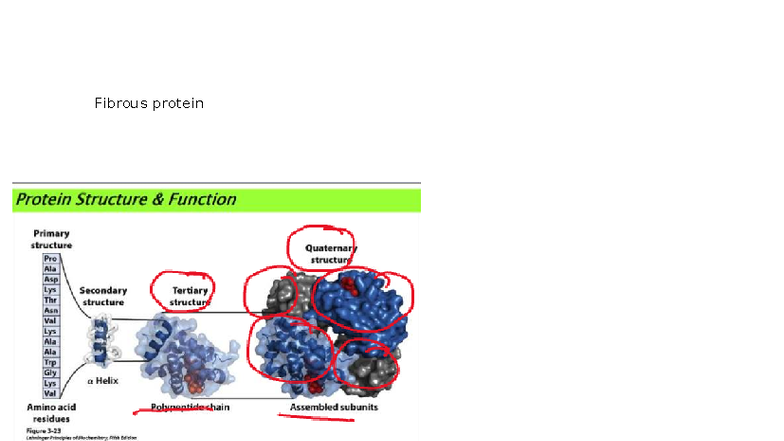 Fibrous protein
Protein Structure & Function
Primary
structure
Pro
Ala
Asp
Lys
Thr
Asn
Val
Lys
Ala
Ala
Trp
Gly
Lys
Val
Amino acid
residues
Secondary
structure
α Helix
Tertiary
structure
Polypeptide chain
Quaternary
structure
Assembled subunits
Figure 3-23
Lehninger Principles of Biochemistry, Fifth Edition